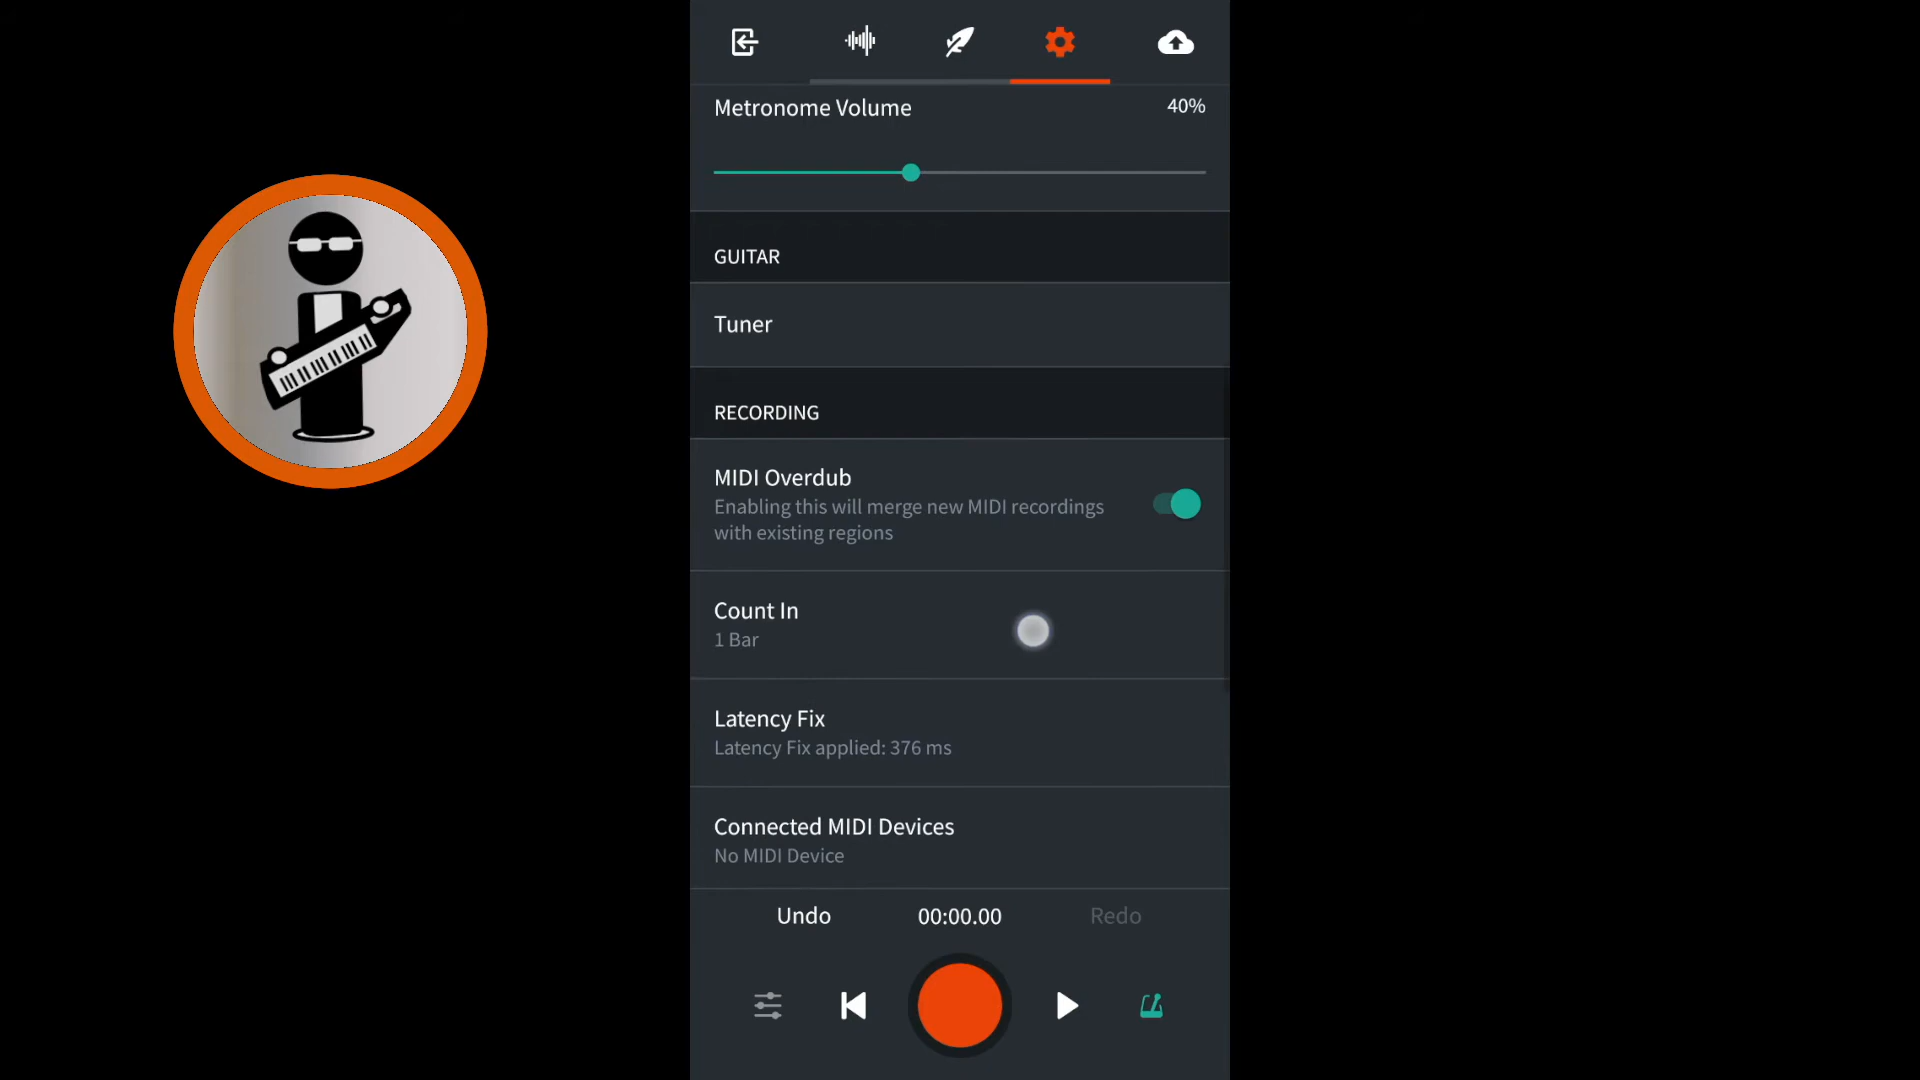 Metronome Volume
40%
GUITAR
Tuner
RECORDING
MIDI Overdub
Enabling this will merge new MIDI recordings
with existing regions
Count In
1 Bar
Latency Fix
Latency Fix applied: 376 ms
Connected MIDI Devices
No MIDI Device
Undo
00:00.00
Redo